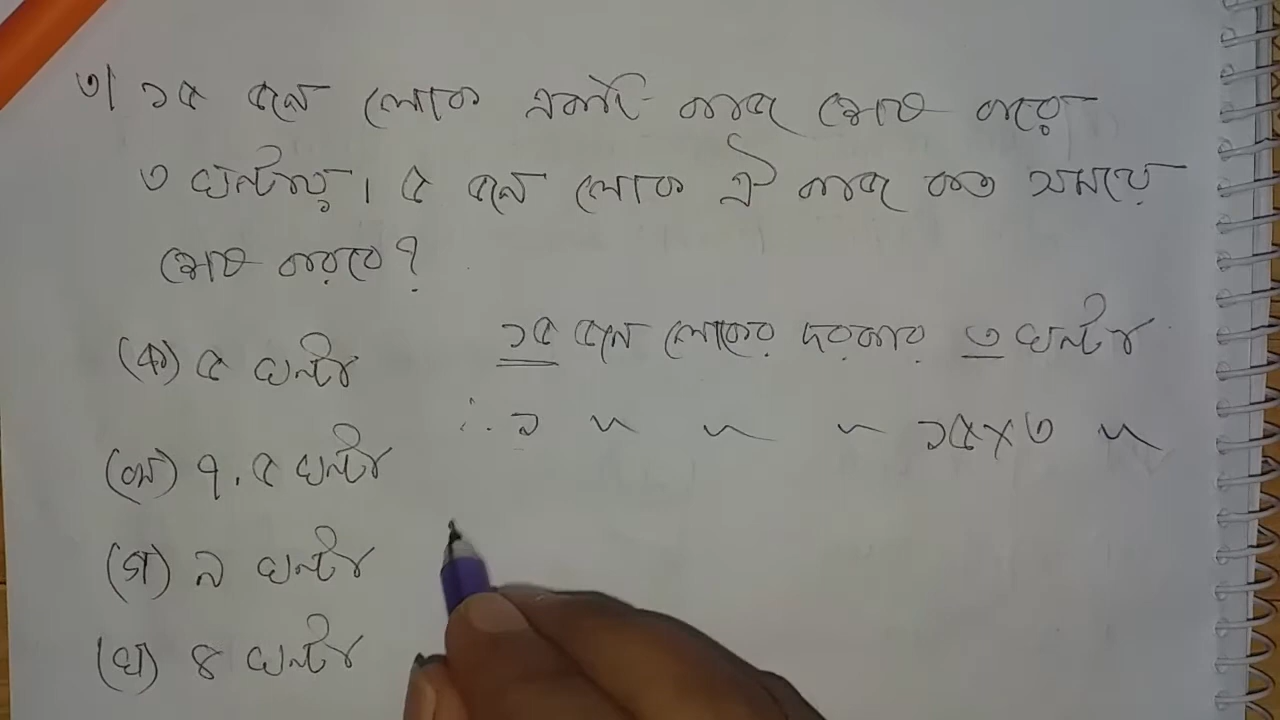 ৩। ১৫ জন লোক একটি কাজ শেষ করে
৩ ঘন্টায়। ৫ জন লোক ঐ কাজ কত সময়ে
শেষ করবে?
(ক) ৫ ঘন্টা
(খ) ৭.৫ ঘন্টা
(গ) ৯ ঘন্টা
(ঘ) ৪ ঘন্টা
১৫ জন লোকের দরকার ৩ ঘন্টা
∴ ১ " " " ১৫×৩ "